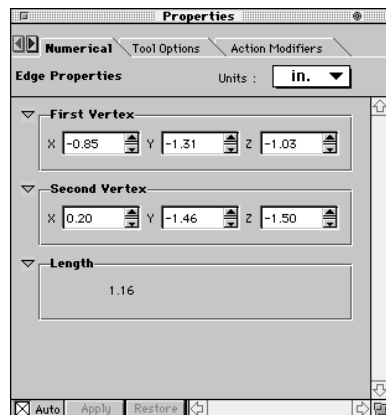 Properties
Numerical Tool Options Action Modifiers
Edge Properties Units : in.
First Vertex
X -0.85 Y -1.31 Z -1.03
Second Vertex
X 0.20 Y -1.46 Z -1.50
Length
1.16
Auto Apply Restore